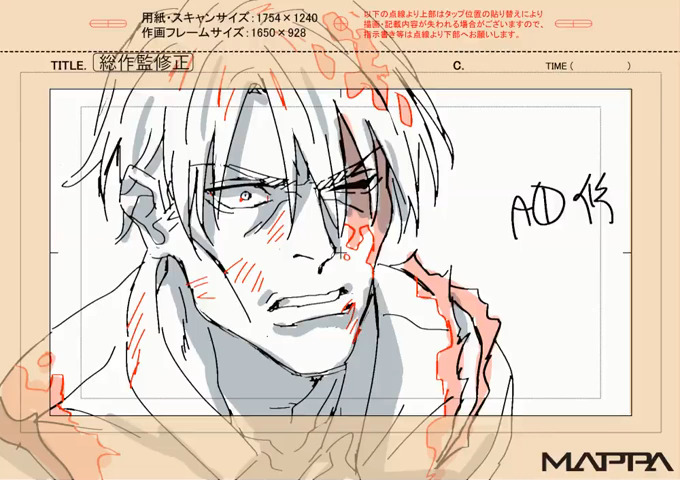 用紙・スキャンサイズ：1754×1240
作画フレームサイズ：1650×928
以下の点線より上部はタップ位置の貼り替えにより
描画・記載内容が失われる場合がございますので、
指示書き等は点線より下部へお願いします。
TITLE. 総作監修正 C. TIME ( )
AD修
MAPPA